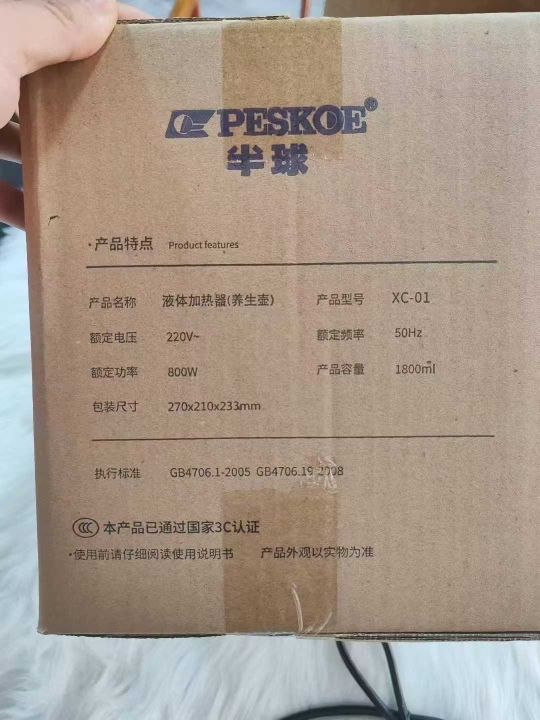 PESKOE®
半球
·产品特点 Product features
产品名称 液体加热器(养生壶) 产品型号 XC-01
额定电压 220V~ 额定频率 50Hz
额定功率 800W 产品容量 1800ml
包装尺寸 270x210x233mm
执行标准 GB4706.1-2005 GB4706.19-2008
CCC 本产品已通过国家3C认证
·使用前请仔细阅读使用说明书 产品外观以实物为准